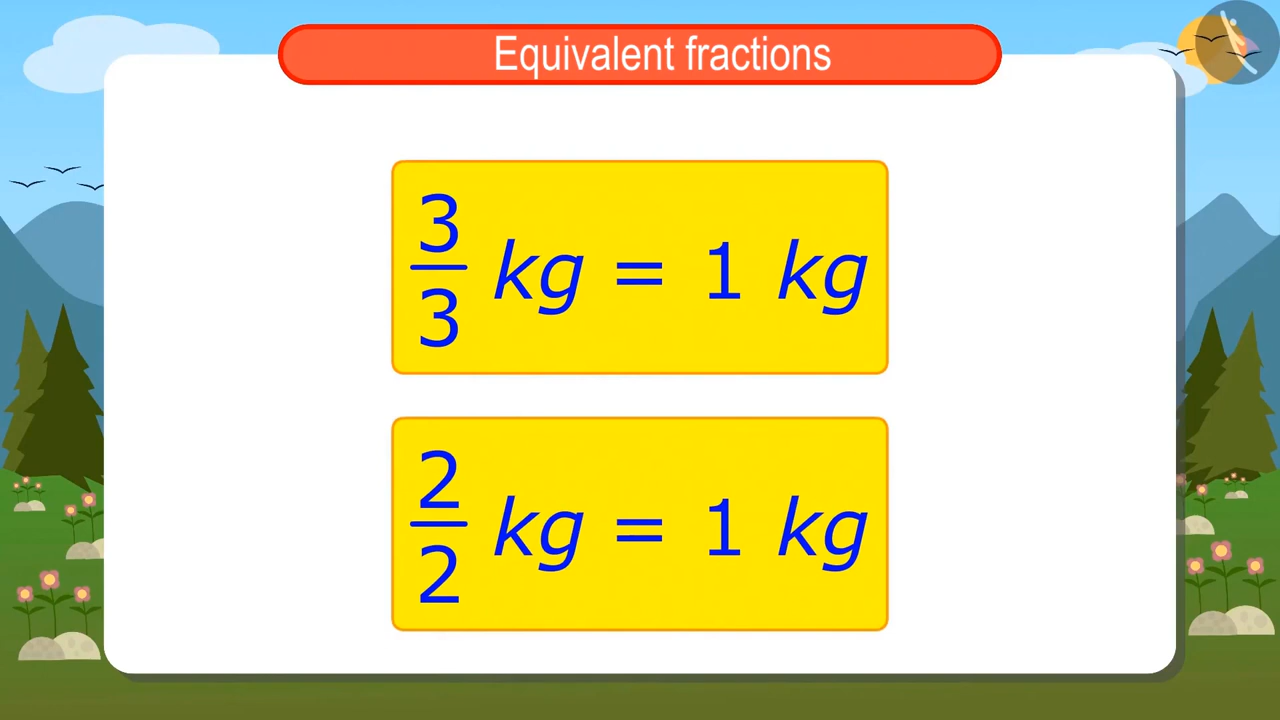 Equivalent fractions
3/3 kg = 1 kg
2/2 kg = 1 kg